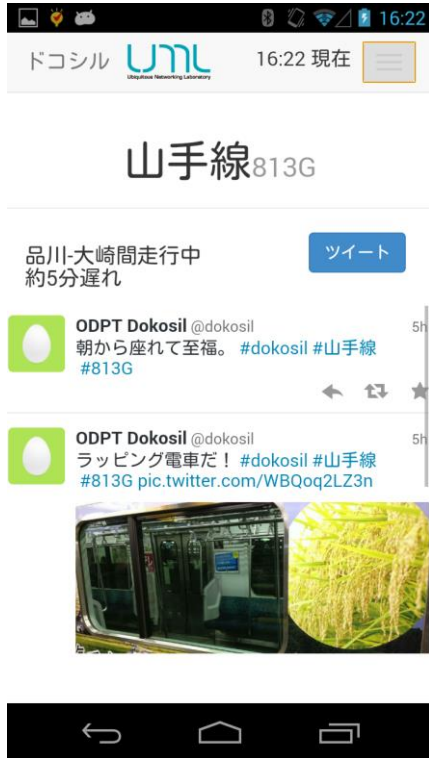 16:22
ドコシル UNL 16:22 現在
Ubiquitous Networking Laboratory
山手線813G
品川-大崎間走行中
約5分遅れ
ツイート
ODPT Dokosil @dokosil 5h
朝から座れて至福。 #dokosil #山手線
#813G
ODPT Dokosil @dokosil 5h
ラッピング電車だ！ #dokosil #山手線
#813G pic.twitter.com/WBQoq2LZ3n